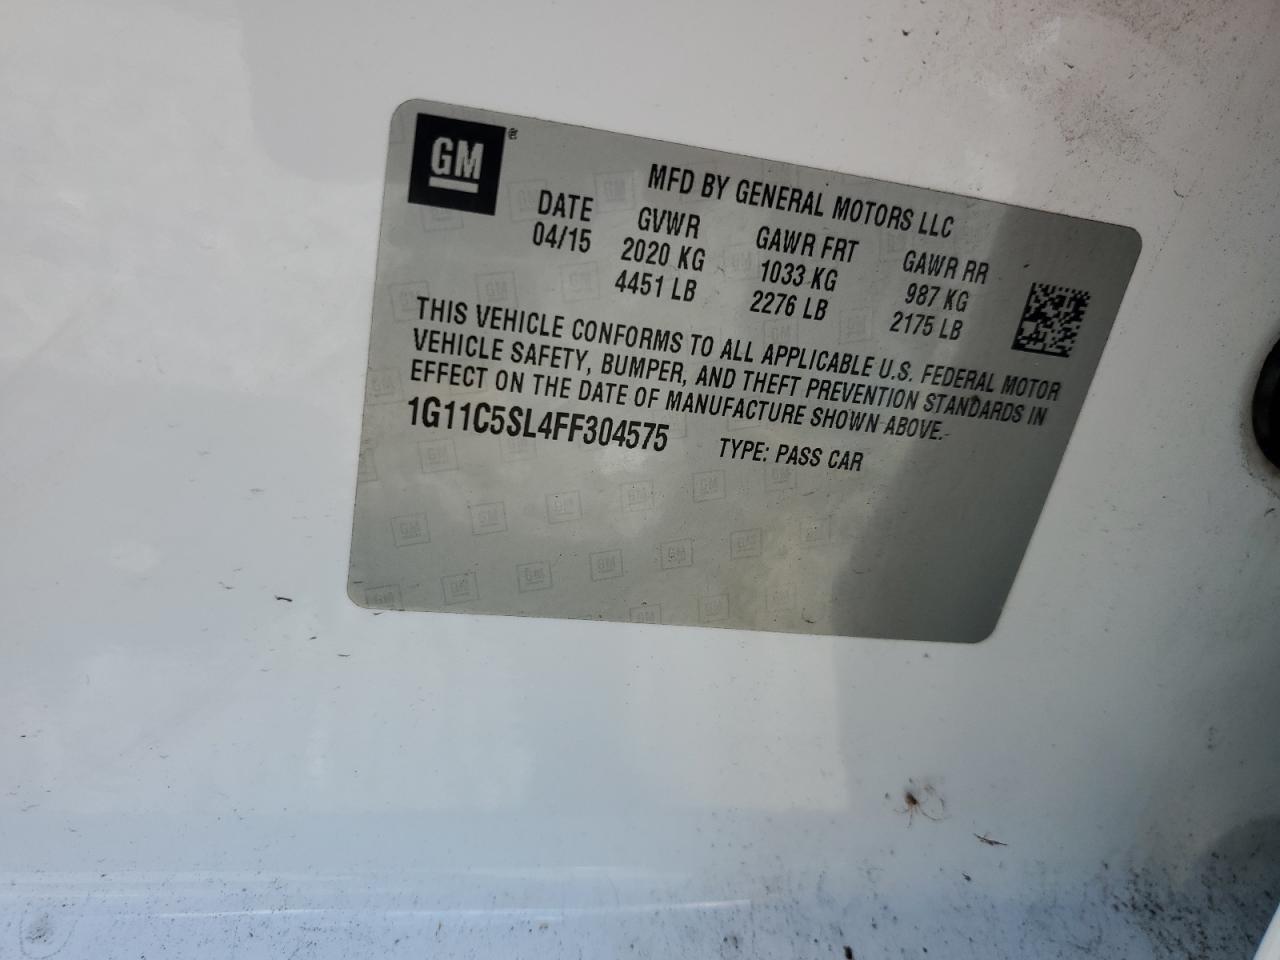 GM®
MFD BY GENERAL MOTORS LLC
DATE GVWR GAWR FRT GAWR RR
04/15 2020 KG 1033 KG 987 KG
4451 LB 2276 LB 2175 LB
THIS VEHICLE CONFORMS TO ALL APPLICABLE U.S. FEDERAL MOTOR
VEHICLE SAFETY, BUMPER, AND THEFT PREVENTION STANDARDS IN
EFFECT ON THE DATE OF MANUFACTURE SHOWN ABOVE.
1G11C5SL4FF304575 TYPE: PASS CAR